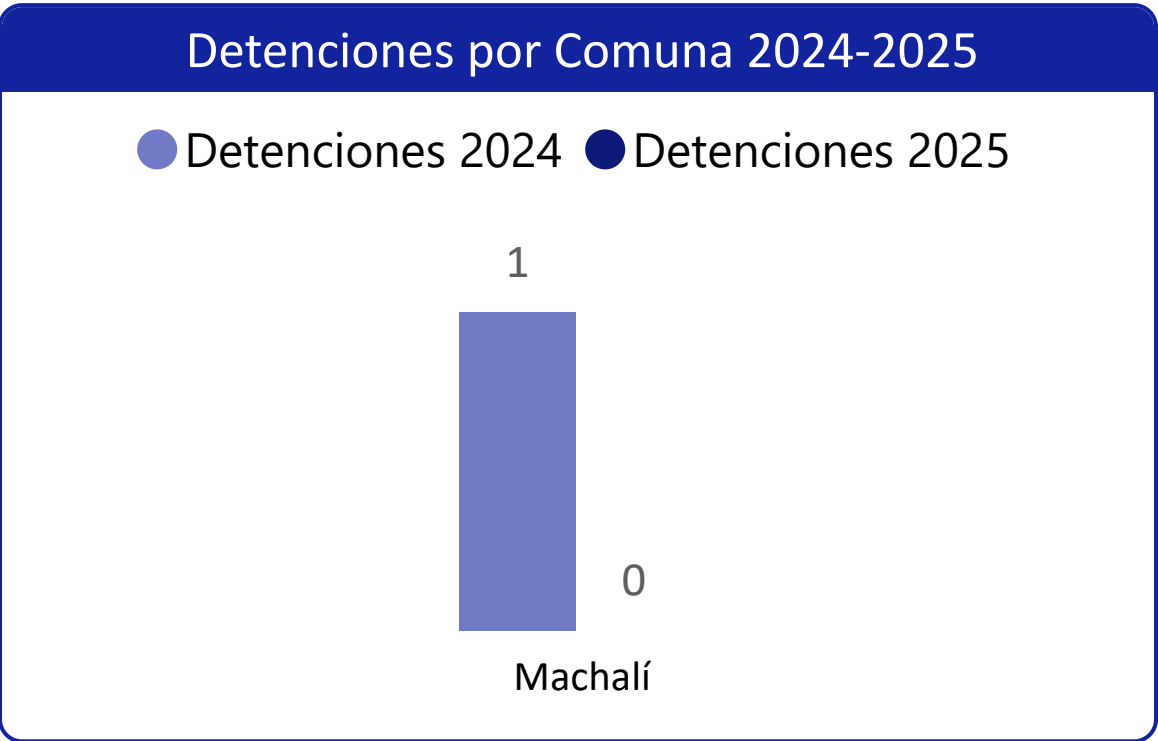 Detenciones por Comuna 2024-2025
Detenciones 2024 Detenciones 2025
1
0
Machalí